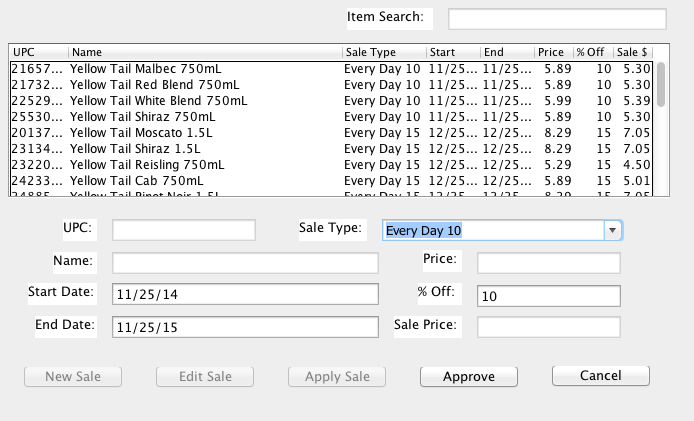 Item Search:
UPC Name Sale Type Start End Price % Off Sale $
21657... Yellow Tail Malbec 750mL Every Day 10 11/25... 11/25... 5.89 10 5.30
21732... Yellow Tail Red Blend 750mL Every Day 10 11/25... 11/25... 5.89 10 5.30
22529... Yellow Tail White Blend 750mL Every Day 10 11/25... 11/25... 5.99 10 5.39
25530... Yellow Tail Shiraz 750mL Every Day 10 11/25... 11/25... 5.89 10 5.30
20137... Yellow Tail Moscato 1.5L Every Day 15 12/25... 12/25... 8.29 15 7.05
23134... Yellow Tail Shiraz 1.5L Every Day 15 12/25... 12/25... 8.29 15 7.05
23220... Yellow Tail Reisling 750mL Every Day 15 12/25... 12/25... 5.29 15 4.50
24233... Yellow Tail Cab 750mL Every Day 15 12/25... 12/25... 5.89 15 5.01
24885... Yellow Tail Pinot Noir 1.5L Every Day 15 12/25... 12/25... 8.29 15 7.05
UPC: Sale Type: Every Day 10
Name: Price:
Start Date: 11/25/14 % Off: 10
End Date: 11/25/15 Sale Price:
New Sale Edit Sale Apply Sale Approve Cancel